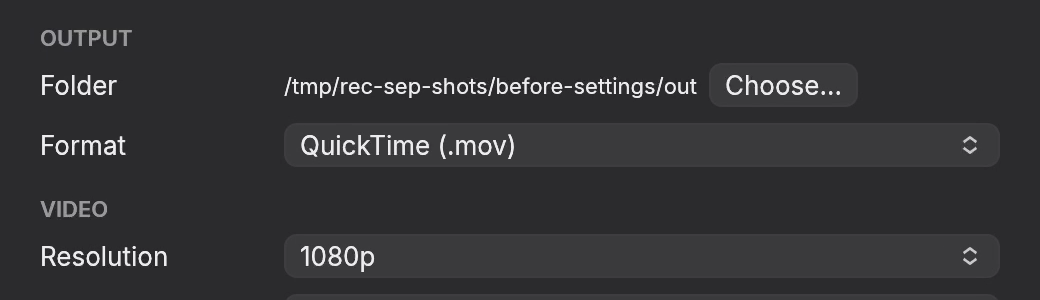 OUTPUT
Folder /tmp/rec-sep-shots/before-settings/out Choose...
Format QuickTime (.mov)
VIDEO
Resolution 1080p